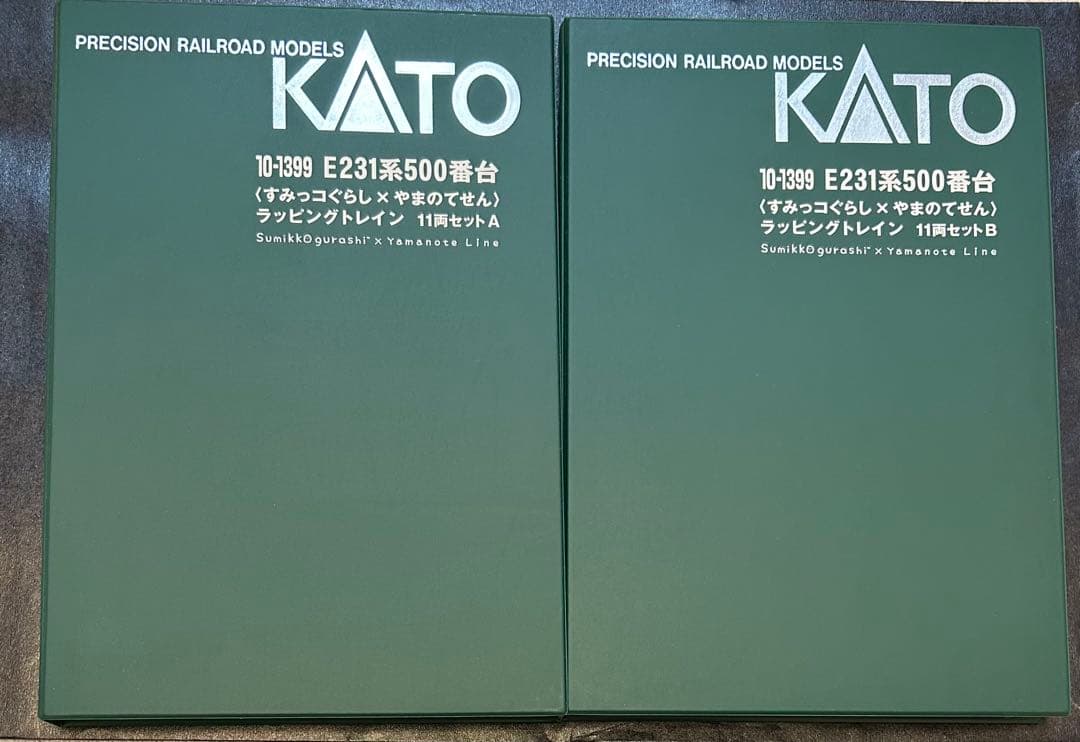 PRECISION RAILROAD MODELS
KATO
10-1399 E231系500番台
〈すみっコぐらし×やまのてせん〉
ラッピングトレイン 11両セットA
Sumikkogurashi™ × Yamanote Line
PRECISION RAILROAD MODELS
KATO
10-1399 E231系500番台
〈すみっコぐらし×やまのてせん〉
ラッピングトレイン 11両セットB
Sumikkogurashi™ × Yamanote Line